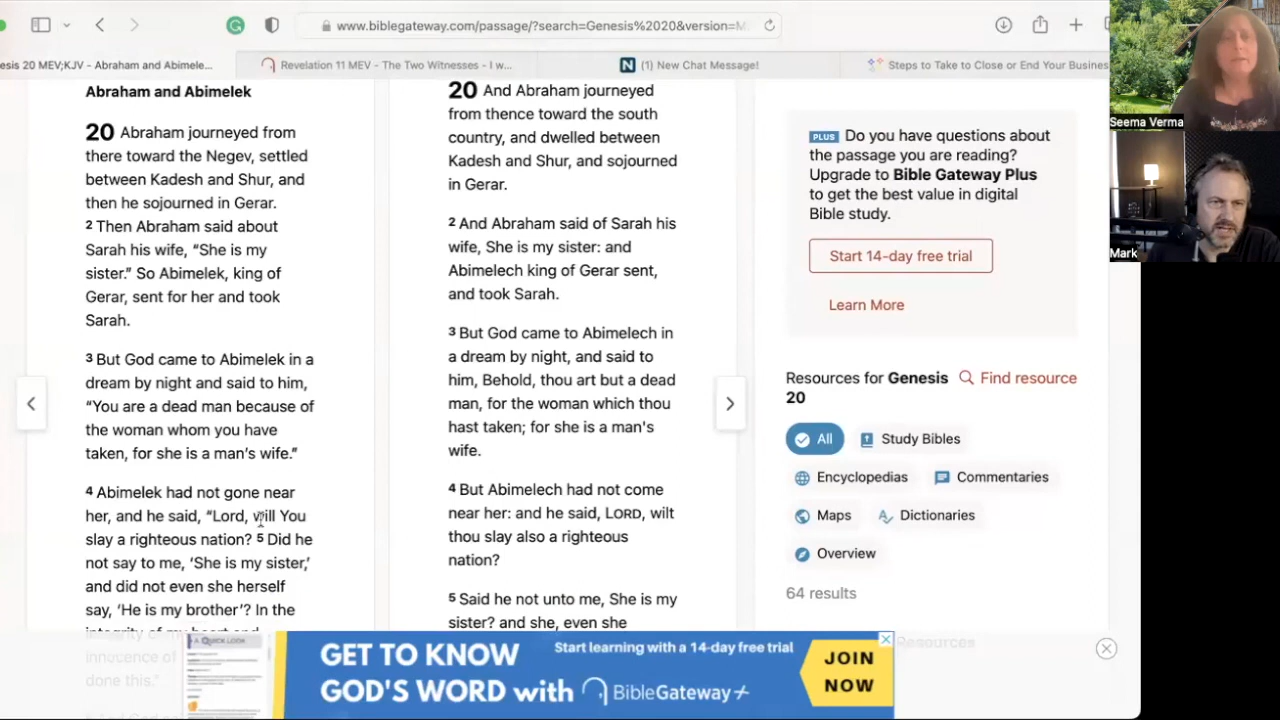 www.biblegateway.com/passage/?search=Genesis%2020&version=M
esis 20 MEV;KJV - Abraham and Abimele...
Revelation 11 MEV - The Two Witnesses - I w...
(1) New Chat Message!
Steps to Take to Close or End Your Busines
Abraham and Abimelek
20 Abraham journeyed from
there toward the Negev, settled
between Kadesh and Shur, and
then he sojourned in Gerar.
2 Then Abraham said about
Sarah his wife, “She is my
sister.” So Abimelek, king of
Gerar, sent for her and took
Sarah.
3 But God came to Abimelek in a
dream by night and said to him,
“You are a dead man because of
the woman whom you have
taken, for she is a man’s wife.”
4 Abimelek had not gone near
her, and he said, “Lord, will You
slay a righteous nation? 5 Did he
not say to me, ‘She is my sister,’
and did not even she herself
say, ‘He is my brother’? In the
integrity of my heart and
innocence of
done this.”
20 And Abraham journeyed
from thence toward the south
country, and dwelled between
Kadesh and Shur, and sojourned
in Gerar.
2 And Abraham said of Sarah his
wife, She is my sister: and
Abimelech king of Gerar sent,
and took Sarah.
3 But God came to Abimelech in
a dream by night, and said to
him, Behold, thou art but a dead
man, for the woman which thou
hast taken; for she is a man's
wife.
4 But Abimelech had not come
near her: and he said, LORD, wilt
thou slay also a righteous
nation?
5 Said he not unto me, She is my
sister? and she, even she
PLUS Do you have questions about
the passage you are reading?
Upgrade to Bible Gateway Plus
to get the best value in digital
Bible study.
Start 14-day free trial
Learn More
Resources for Genesis
20
Find resource
All
Study Bibles
Encyclopedias
Commentaries
Maps
Dictionaries
Overview
64 results
Resources
A QUICK LOOK
GET TO KNOW
GOD'S WORD with
Start learning with a 14-day free trial
BibleGateway+
JOIN
NOW
Seema Verma
Mark